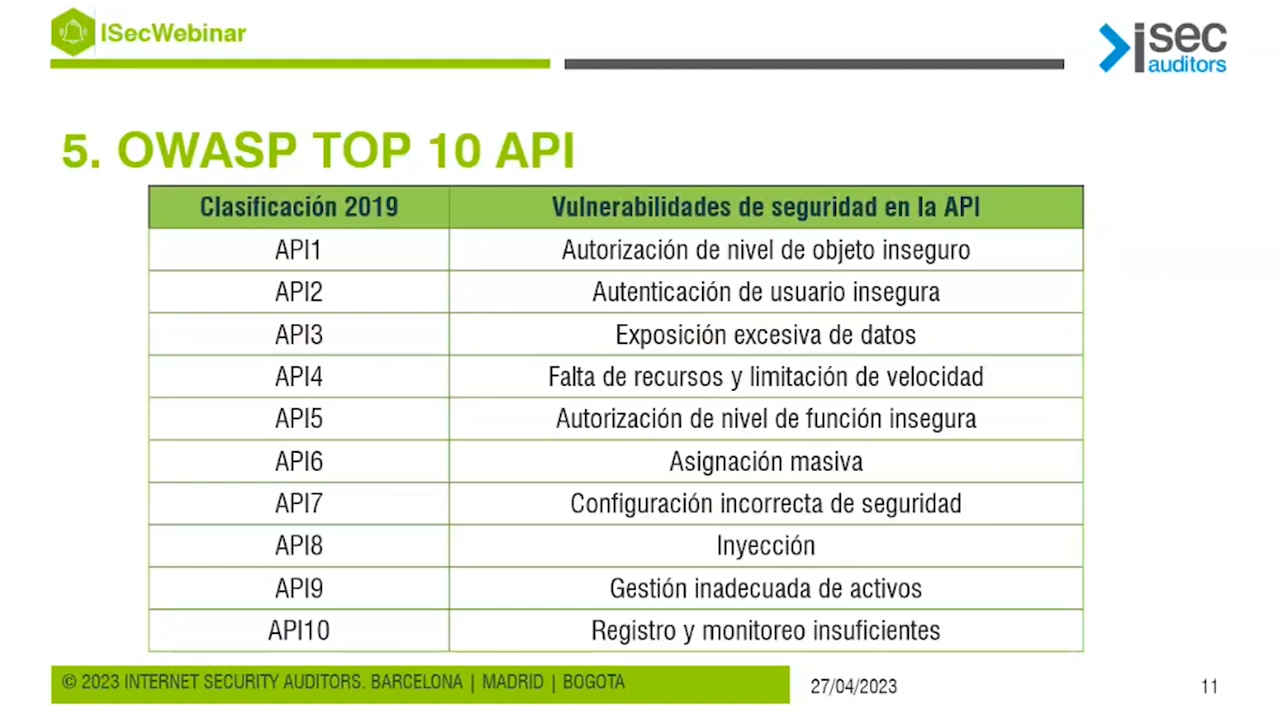 ISecWebinar
isec
auditors
5. OWASP TOP 10 API
Clasificación 2019 Vulnerabilidades de seguridad en la API
API1 Autorización de nivel de objeto inseguro
API2 Autenticación de usuario insegura
API3 Exposición excesiva de datos
API4 Falta de recursos y limitación de velocidad
API5 Autorización de nivel de función insegura
API6 Asignación masiva
API7 Configuración incorrecta de seguridad
API8 Inyección
API9 Gestión inadecuada de activos
API10 Registro y monitoreo insuficientes
© 2023 INTERNET SECURITY AUDITORS. BARCELONA | MADRID | BOGOTA 27/04/2023 11